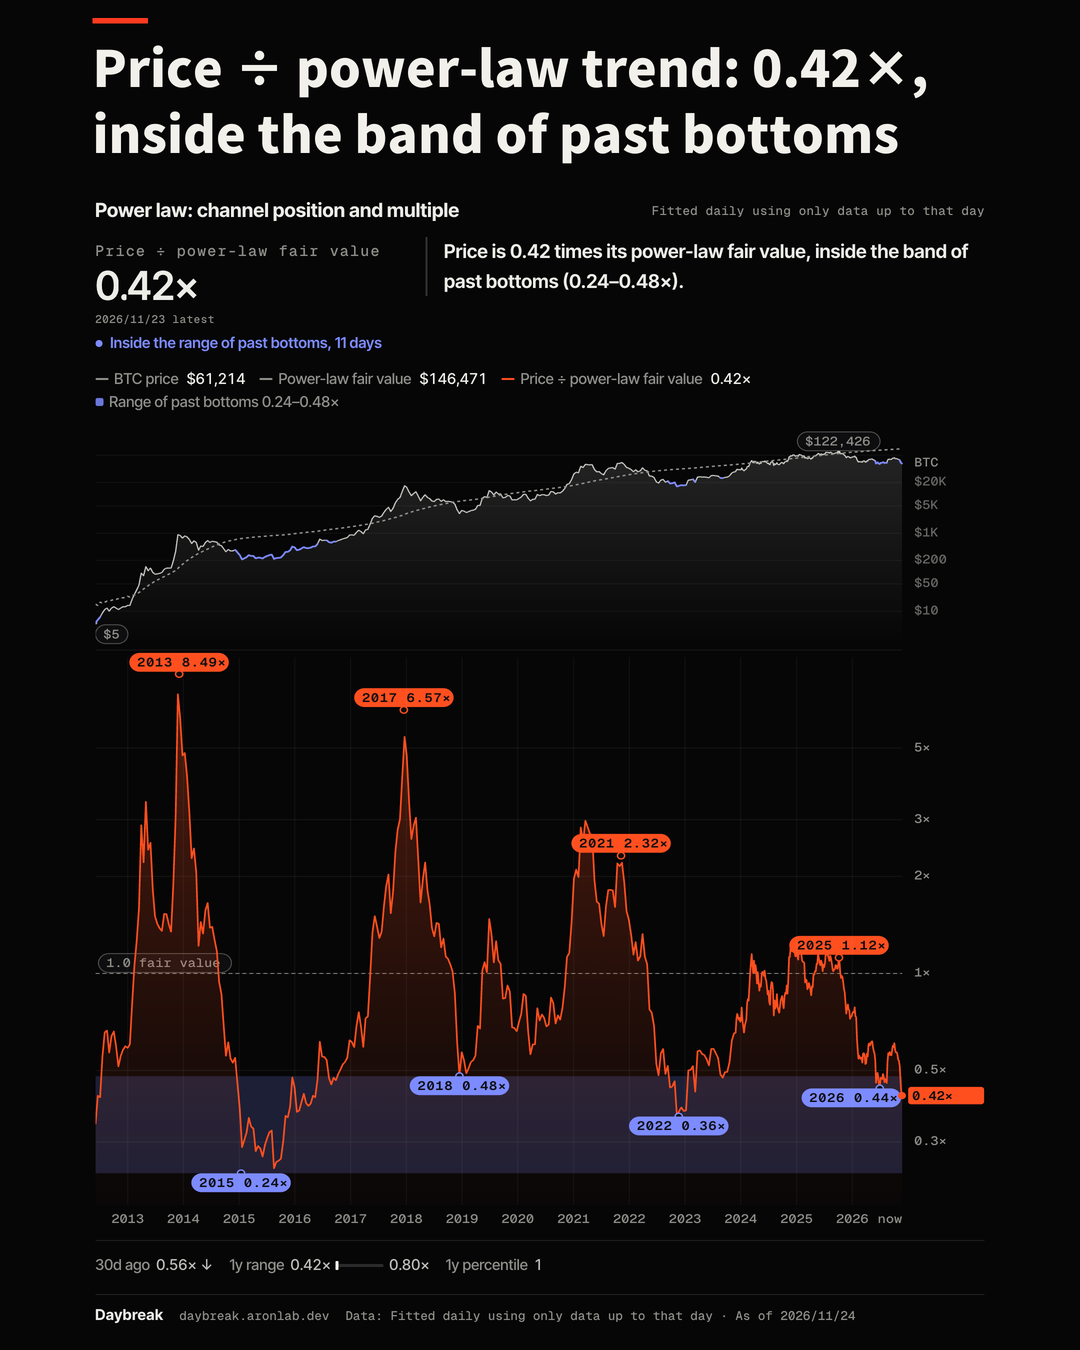 Price ÷ power-law trend: 0.42×,
inside the band of past bottoms
Power law: channel position and multiple
Fitted daily using only data up to that day
Price ÷ power-law fair value
0.42×
2026/11/23 latest
Inside the range of past bottoms, 11 days
Price is 0.42 times its power-law fair value, inside the band of
past bottoms (0.24–0.48×).
BTC price $61,214 Power-law fair value $146,471 Price ÷ power-law fair value 0.42×
Range of past bottoms 0.24–0.48×
$122,426
BTC
$20K
$5K
$1K
$200
$50
$10
$5
2013 8.49×
2017 6.57×
5×
3×
2021 2.32×
2×
2025 1.12×
1.0 fair value
1×
0.5×
2018 0.48×
2026 0.44×
0.42×
2022 0.36×
0.3×
2015 0.24×
2013 2014 2015 2016 2017 2018 2019 2020 2021 2022 2023 2024 2025 2026 now
30d ago 0.56× ↓ 1y range 0.42× 0.80× 1y percentile 1
Daybreak daybreak.aronlab.dev Data: Fitted daily using only data up to that day · As of 2026/11/24